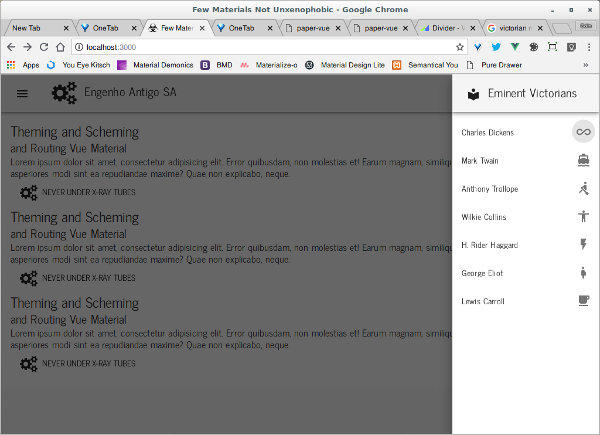 Few Materials Not Unxenophobic - Google Chrome
New Tab OneTab Few Mater OneTab paper-vue paper-vue Divider - V victorian n
localhost:3000
Apps You Eye Kitsch Material Demonics BMD Materialize-o Material Design Lite Semantical You Pure Drawer »
Engenho Antigo SA
Eminent Victorians
Theming and Scheming
and Routing Vue Material
Lorem ipsum dolor sit amet, consectetur adipisicing elit. Error quibusdam, non molestias et! Earum magnam, similiq
asperiores modi sint ea repudiandae maxime? Quae non explicabo, neque.
NEVER UNDER X-RAY TUBES
Theming and Scheming
and Routing Vue Material
Lorem ipsum dolor sit amet, consectetur adipisicing elit. Error quibusdam, non molestias et! Earum magnam, similiq
asperiores modi sint ea repudiandae maxime? Quae non explicabo, neque.
NEVER UNDER X-RAY TUBES
Theming and Scheming
and Routing Vue Material
Lorem ipsum dolor sit amet, consectetur adipisicing elit. Error quibusdam, non molestias et! Earum magnam, similiq
asperiores modi sint ea repudiandae maxime? Quae non explicabo, neque.
NEVER UNDER X-RAY TUBES
Charles Dickens
Mark Twain
Anthony Trollope
Wilkie Collins
H. Rider Haggard
George Eliot
Lewis Carroll